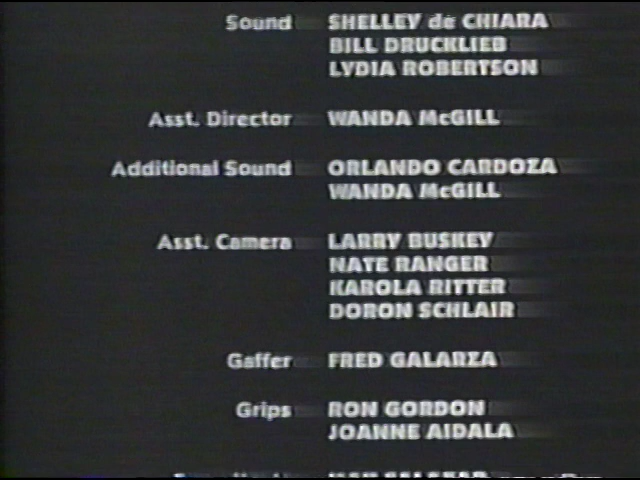 Sound SHELLEY de CHIARA
BILL DRUCKLIEB
LYDIA ROBERTSON
Asst. Director WANDA McGILL
Additional Sound ORLANDO CARDOZA
WANDA McGILL
Asst. Camera LARRY BUSKEY
NATE RANGER
KAROLA RITTER
DORON SCHLAIR
Gaffer FRED GALARZA
Grips RON GORDON
JOANNE AIDALA